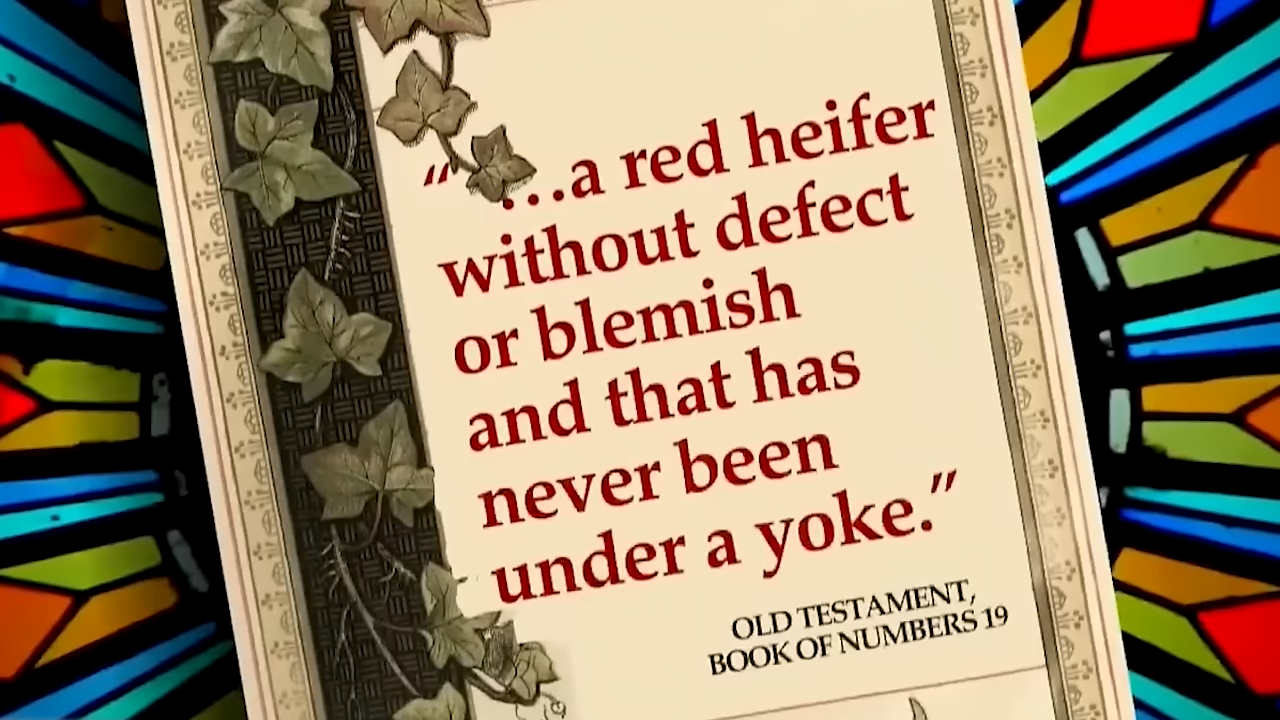 “ …a red heifer
without defect
or blemish
and that has
never been
under a yoke.”
OLD TESTAMENT,
BOOK OF NUMBERS 19